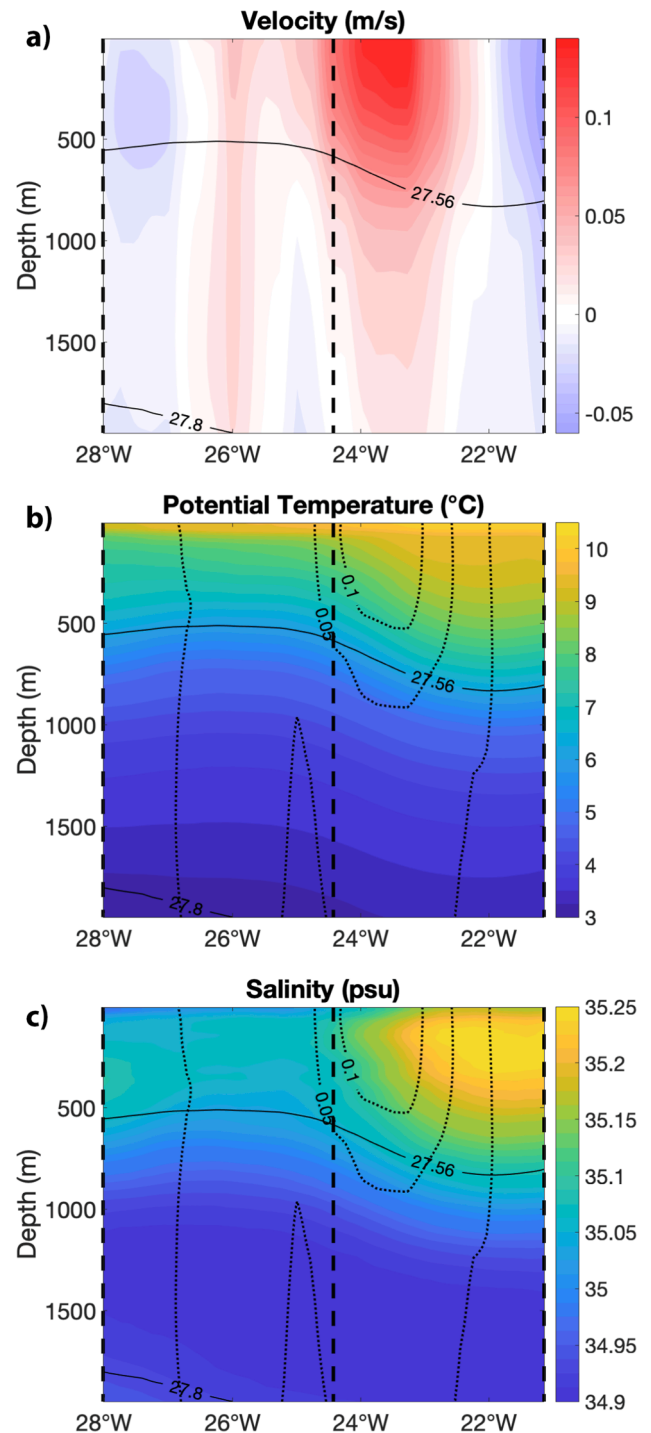 a)
Velocity (m/s)
Depth (m)
500
1000
1500
27.56
27.8
28°W
26°W
24°W
22°W
0.1
0.05
0
-0.05
b)
Potential Temperature (°C)
Depth (m)
500
1000
1500
0.1
0.05
27.56
27.8
28°W
26°W
24°W
22°W
10
9
8
7
6
5
4
3
c)
Salinity (psu)
Depth (m)
500
1000
1500
0.1
0.05
27.56
27.8
28°W
26°W
24°W
22°W
35.25
35.2
35.15
35.1
35.05
35
34.95
34.9